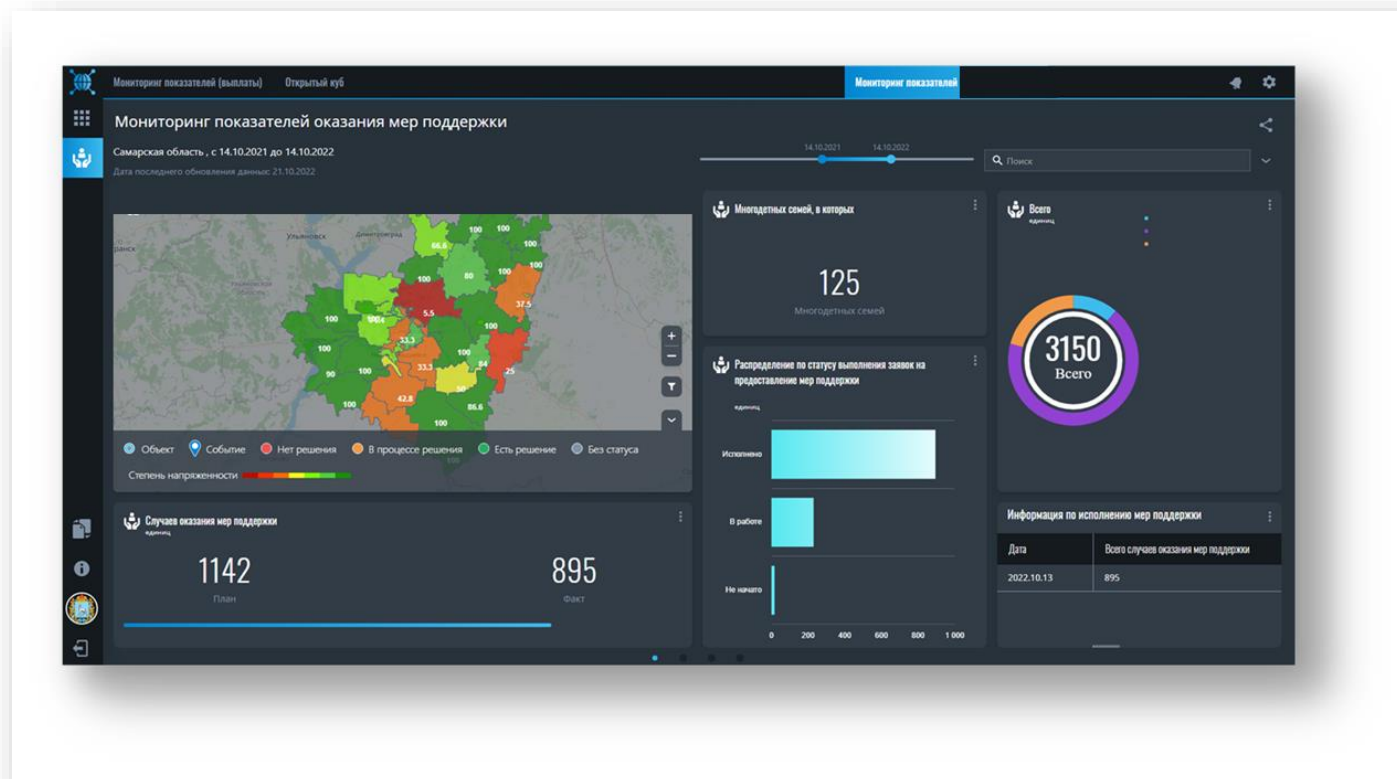 Мониторинг показателей (выплаты)
Открытый куб
Мониторинг показателей
Мониторинг показателей оказания мер поддержки
Самарская область , с 14.10.2021 до 14.10.2022
Дата последнего обновления данных: 21.10.2022
14.10.2021
14.10.2022
Поиск
Ульяновск
Димитровград
100
100
66.6
100
100
80
100
100
37.5
5.5
100
100
33.3
100
100
33.3
84
25
90
100
50
42.8
100
86.6
100
Объект
Событие
Нет решения
В процессе решения
Есть решение
Без статуса
Степень напряженности
Случаев оказания мер поддержки
единиц
1142
План
895
Факт
Многодетных семей, в которых
125
Многодетных семей
Распределение по статусу выполнения заявок на
предоставление мер поддержки
единиц
Исполнено
В работе
Не начато
0 200 400 600 800 1 000
Всего
единиц
3150
Всего
Информация по исполнению мер поддержки
Дата
Всего случаев оказания мер поддержки
2022.10.13
895